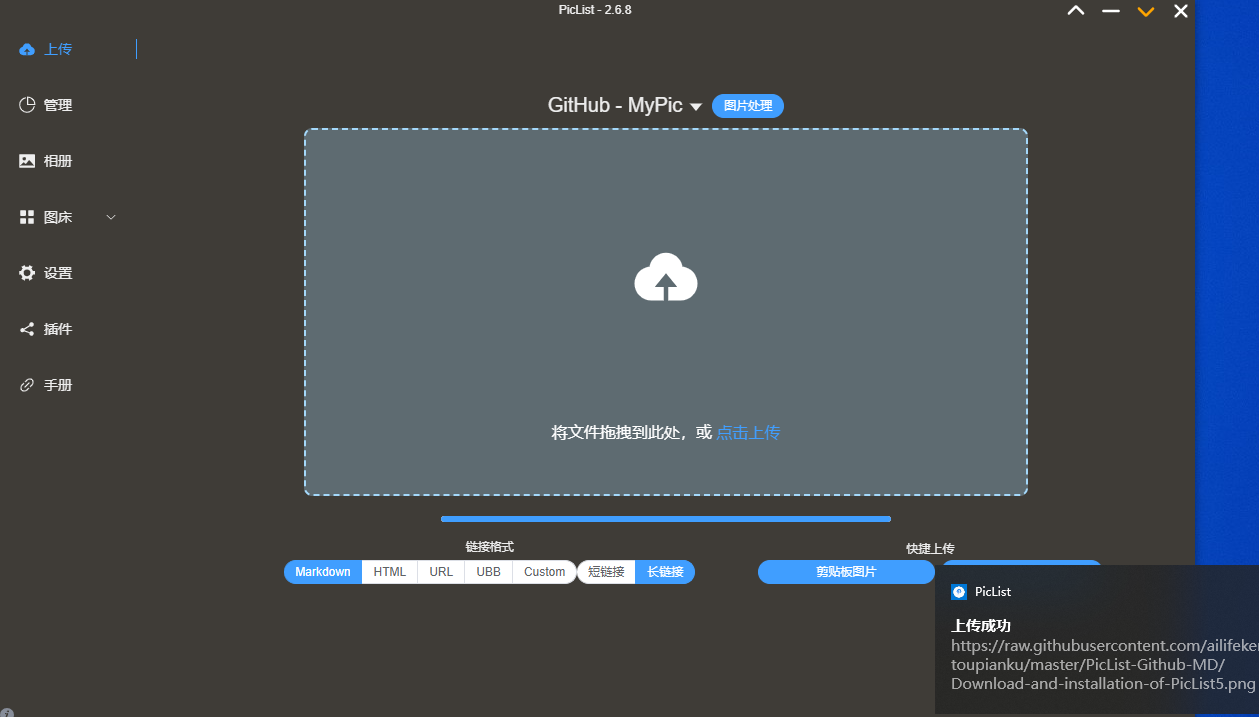 PicList - 2.6.8
上传
管理
相册
图床
设置
插件
手册
GitHub - MyPic
图片处理
将文件拖拽到此处，或 点击上传
链接格式
Markdown HTML URL UBB Custom 短链接 长链接
快捷上传
剪贴板图片
PicList
上传成功
https://raw.githubusercontent.com/ailifeke
toupianku/master/PicList-Github-MD/
Download-and-installation-of-PicList5.png